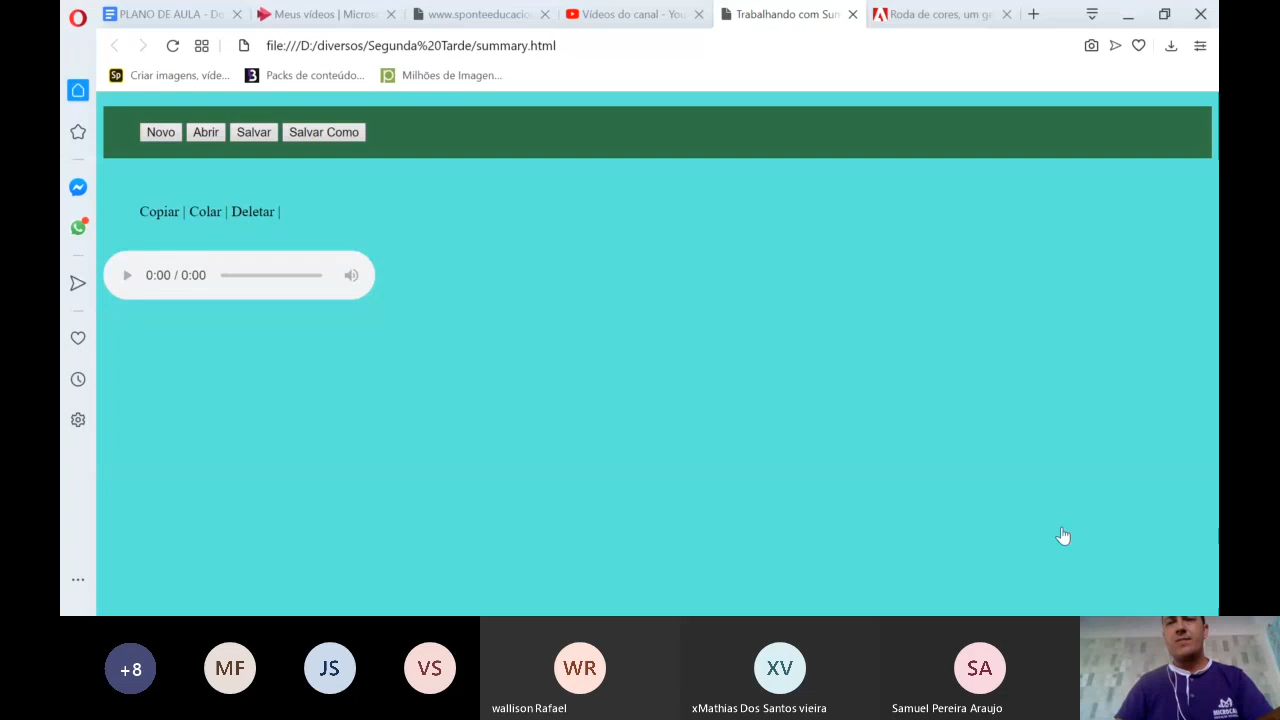 PLANO DE AULA - Do
Meus vídeos | Micros
www.sponteeducacio
Vídeos do canal - You
Trabalhando com Sum
Roda de cores, um gr
file:///D:/diversos/Segunda%20Tarde/summary.html
Sp Criar imagens, víde...
Packs de conteúdo...
Milhões de Imagen...
Novo Abrir Salvar Salvar Como
Copiar | Colar | Deletar |
0:00 / 0:00
+8
MF
JS
VS
WR
XV
SA
wallison Rafael
xMathias Dos Santos vieira
Samuel Pereira Araujo